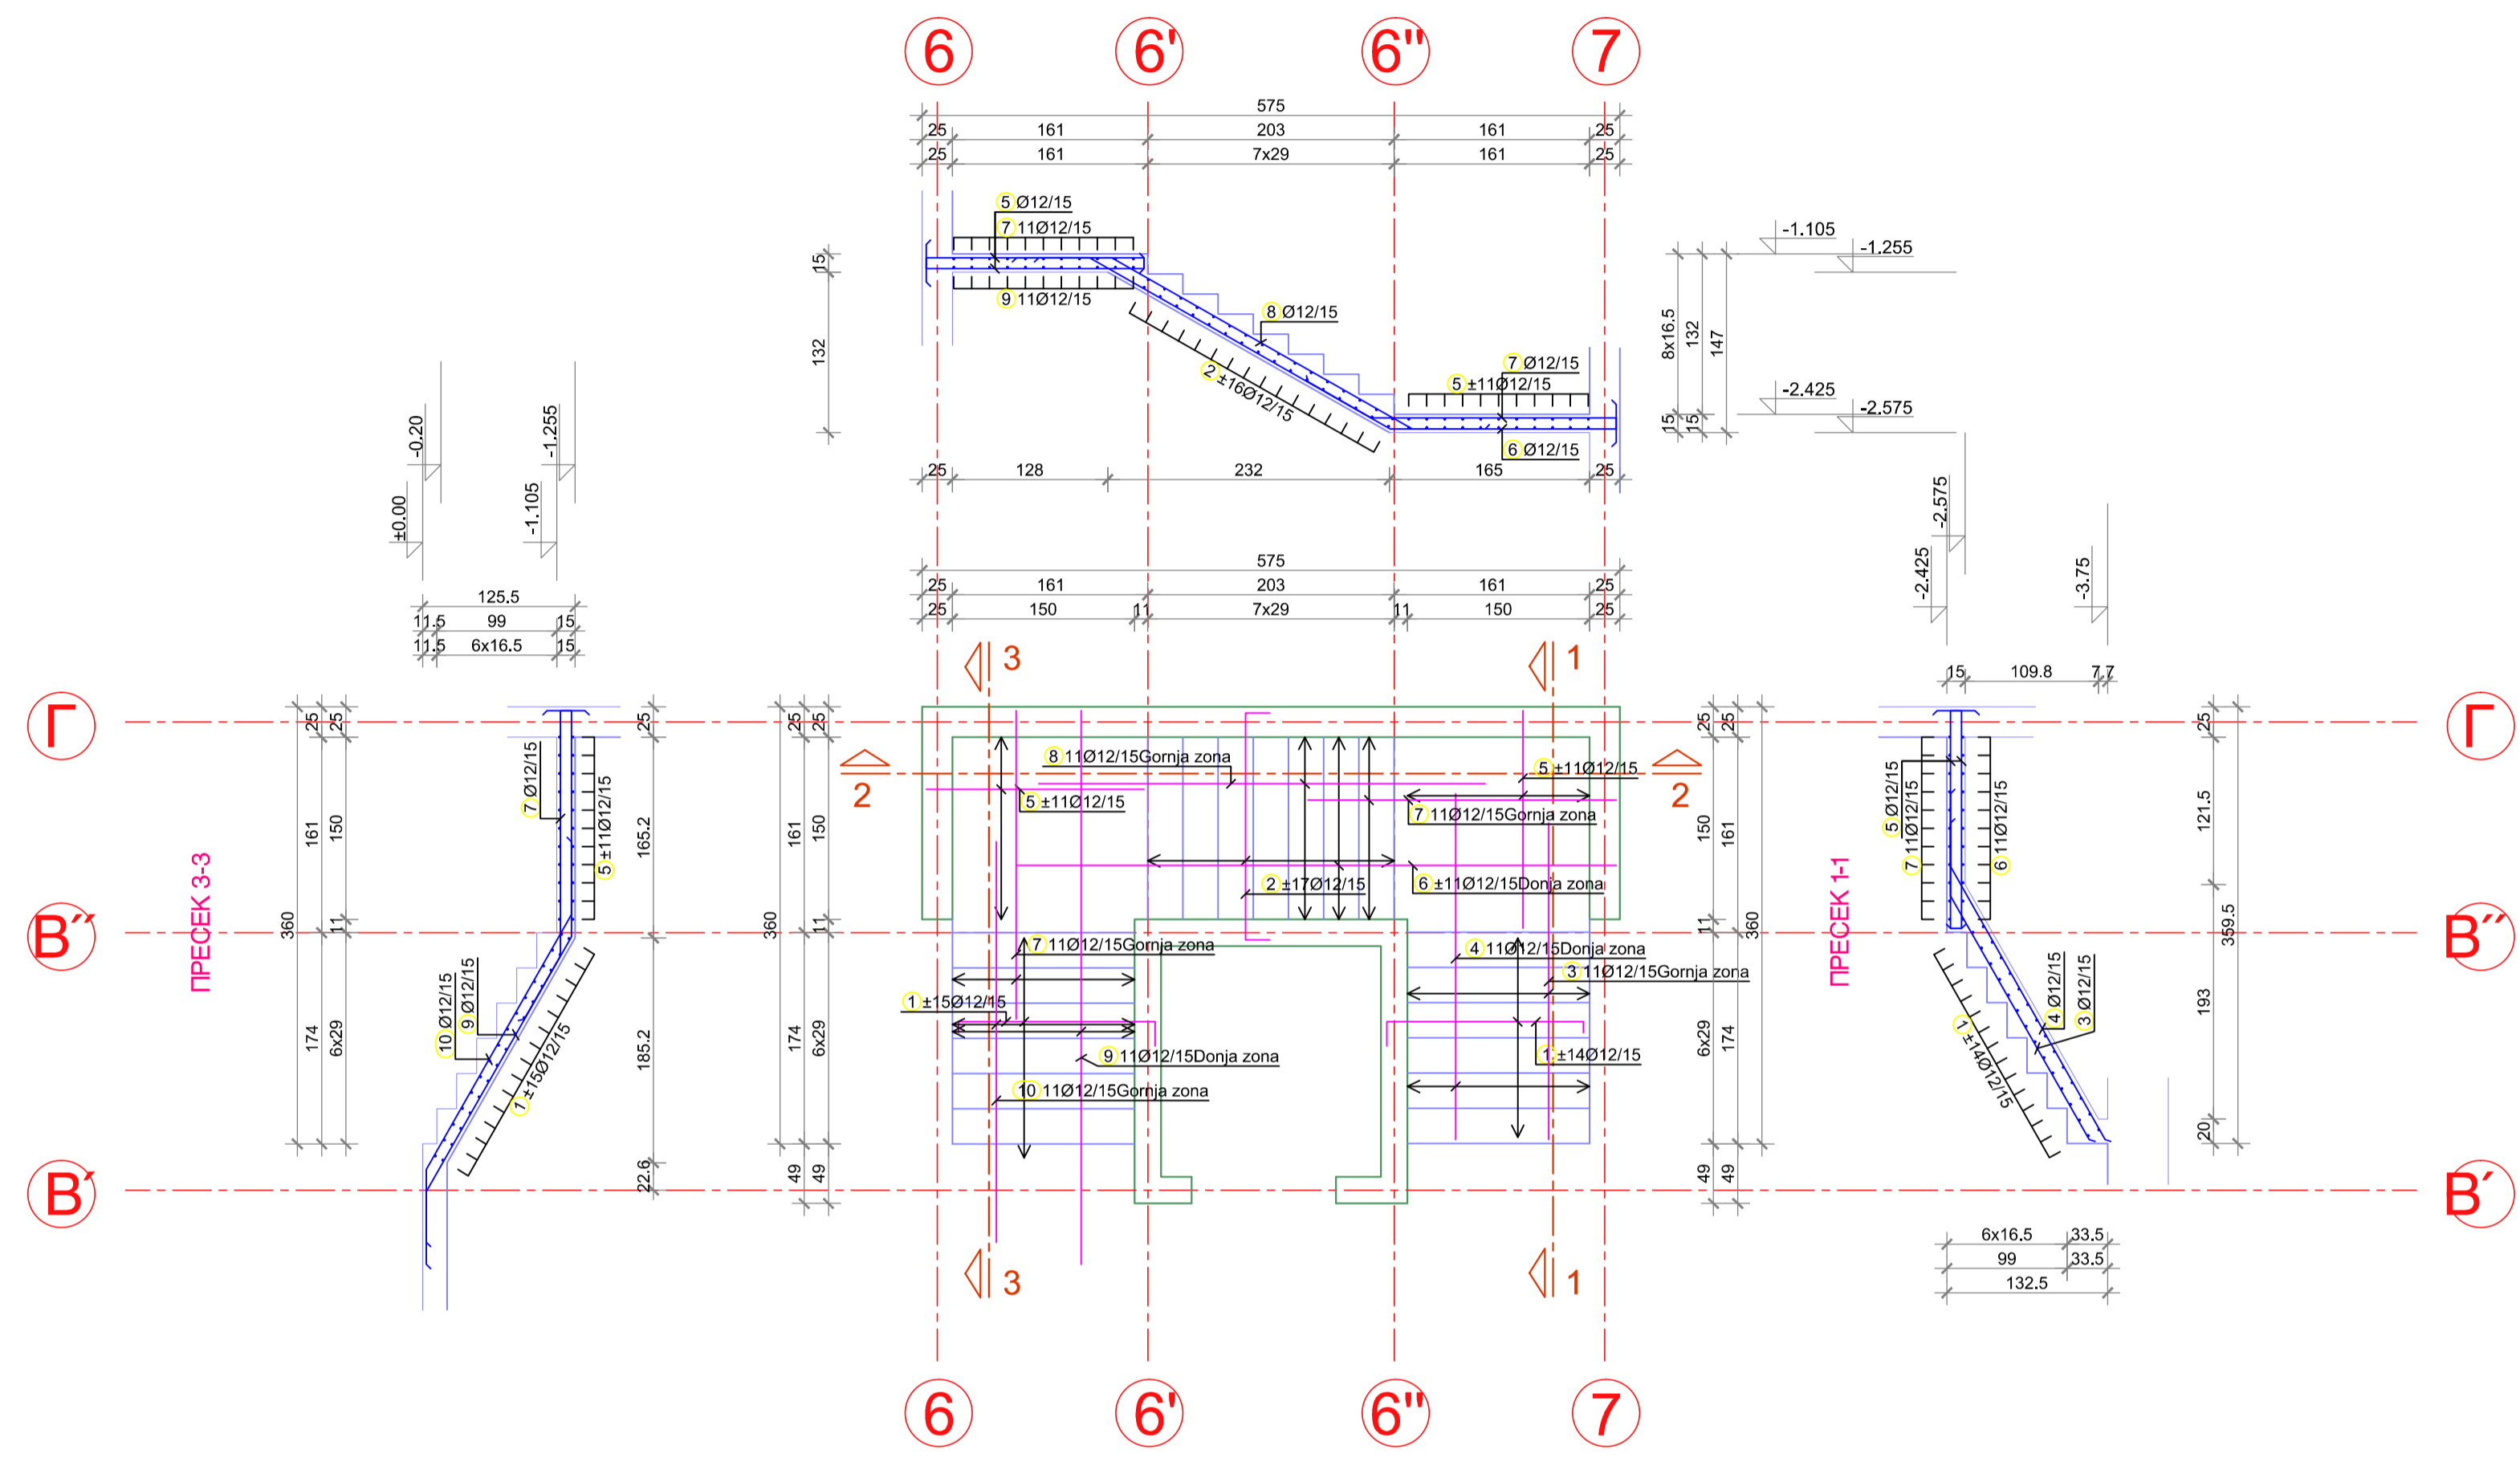 6 6' 6" 7
575
25 161 203 161 25
25 161 7x29 161 25
5 Ø12/15
7 11Ø12/15
9 11Ø12/15
8 Ø12/15
2 ±16Ø12/15
7 Ø12/15
5 ±11Ø12/15
6 Ø12/15
15
132
8x16.5
132
147
15
15
-1.105
-1.255
-2.425
-2.575
25 128 232 165 25
-0.20
-1.255
±0.00
-1.105
125.5
11.5 99 15
11.5 6x16.5 15
575
25 161 203 161 25
25 150 11 7x29 11 150 25
-2.575
-2.425
-3.75
15 109.8 7.7
3 1
Г Г
ПРЕСЕК 3-3
360
25 161 174
25 150 11 6x29
7 Ø12/15
5 ±11Ø12/15
10 Ø12/15
9 Ø12/15
1 ±15Ø12/15
25 165.2 185.2 22.6
360
25 161 174 49
25 150 11 6x29 49
2 2
8 11Ø12/15Gornja zona
5 ±11Ø12/15
5 ±11Ø12/15
7 11Ø12/15Gornja zona
2 ±17Ø12/15
6 ±11Ø12/15Donja zona
B˝ B˝
7 11Ø12/15Gornja zona
4 11Ø12/15Donja zona
3 11Ø12/15Gornja zona
1 ±15Ø12/15
9 11Ø12/15Donja zona
1 ±14Ø12/15
10 11Ø12/15Gornja zona
25 150 11 6x29 49
25 161 174 49
360
ПРЕСЕК 1-1
5 Ø12/15
7 11Ø12/15
6 11Ø12/15
4 Ø12/15
3 Ø12/15
1 ±14Ø12/15
25 121.5 193 20
359.5
B´ B´
3 1
6x16.5 33.5
99 33.5
132.5
6 6' 6" 7